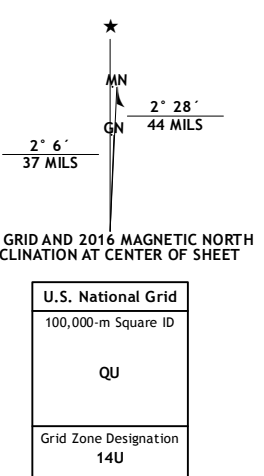 ★
MN
GN
2° 28´
44 MILS
2° 6´
37 MILS
GRID AND 2016 MAGNETIC NORTH
CLINATION AT CENTER OF SHEET
U.S. National Grid
100,000-m Square ID
QU
Grid Zone Designation
14U